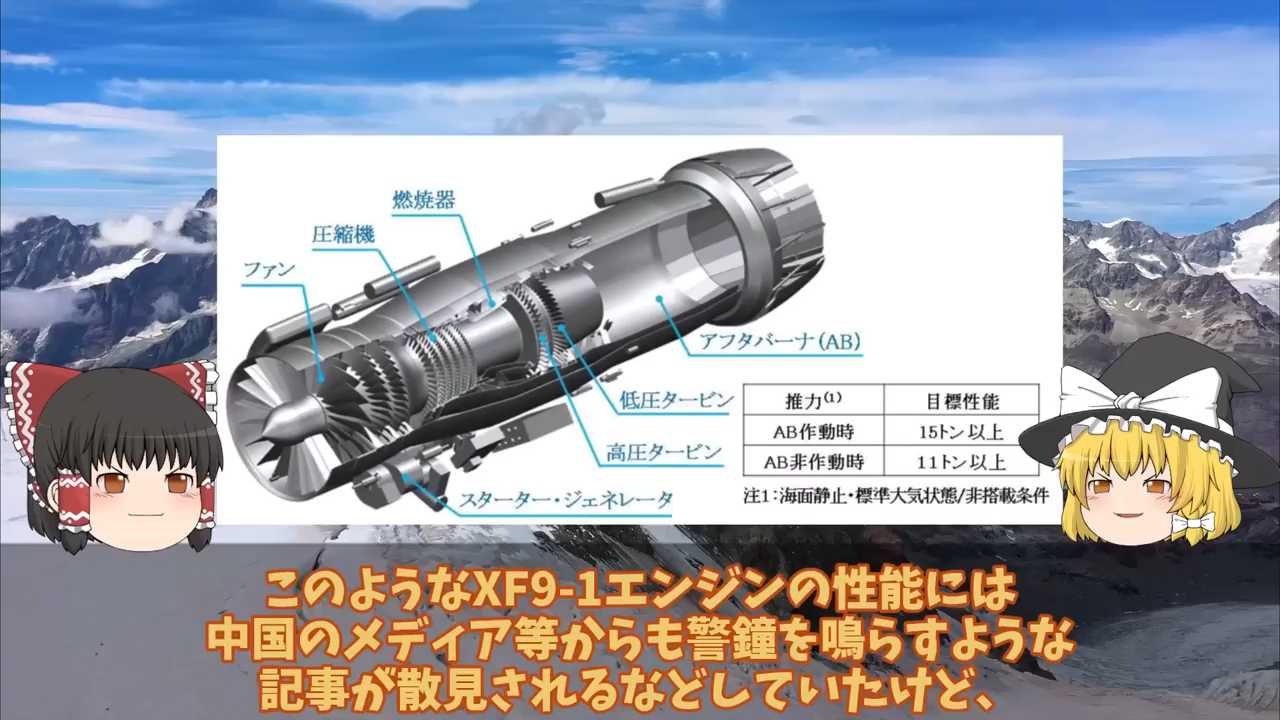 燃焼器
圧縮機
ファン
アフタバーナ(AB)
低圧タービン
高圧タービン
スターター・ジェネレータ
推力(1) 目標性能
AB作動時 15トン以上
AB非作動時 11トン以上
注1:海面静止・標準大気状態/非搭載条件
このようなXF9-1エンジンの性能には
中国のメディア等からも警鐘を鳴らすような
記事が散見されるなどしていたけど、